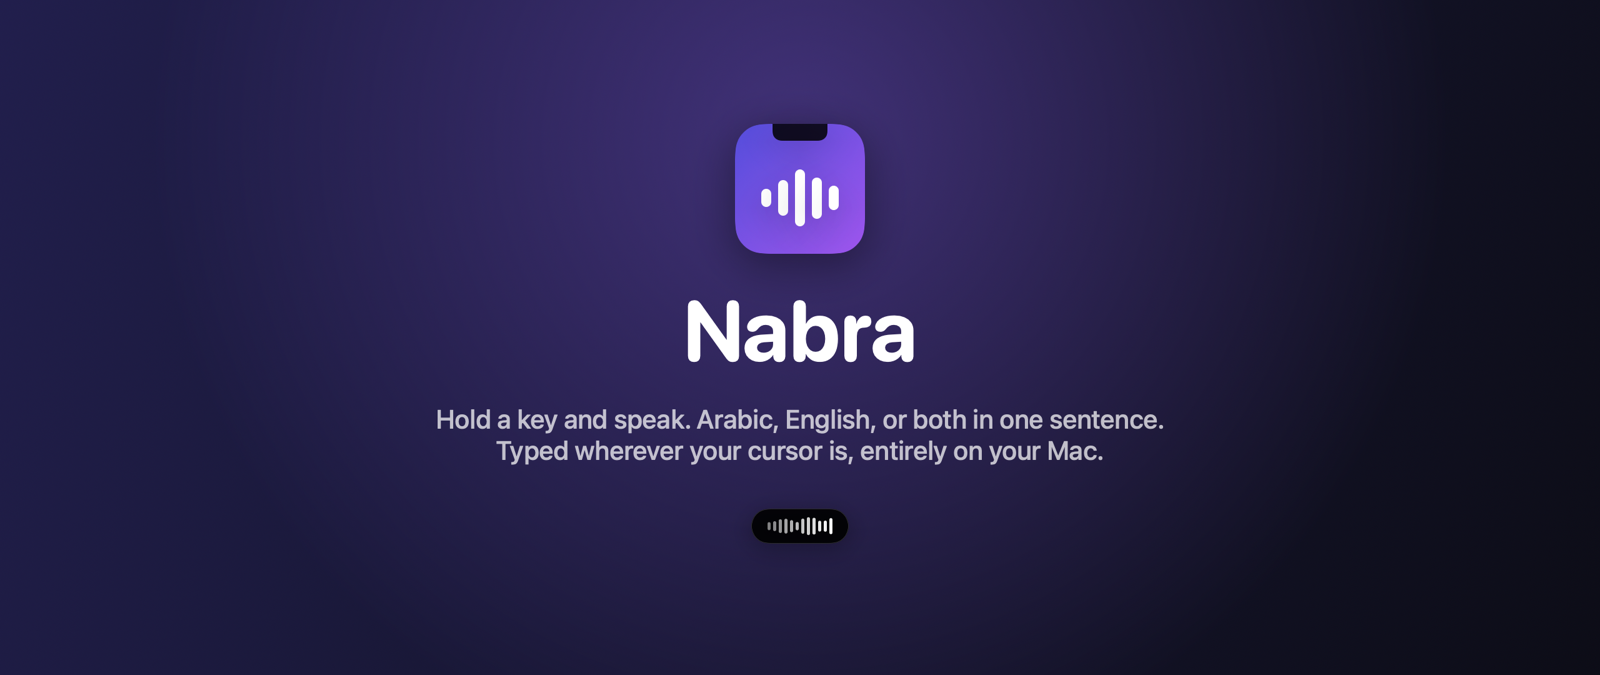 Nabra
Hold a key and speak. Arabic, English, or both in one sentence.
Typed wherever your cursor is, entirely on your Mac.